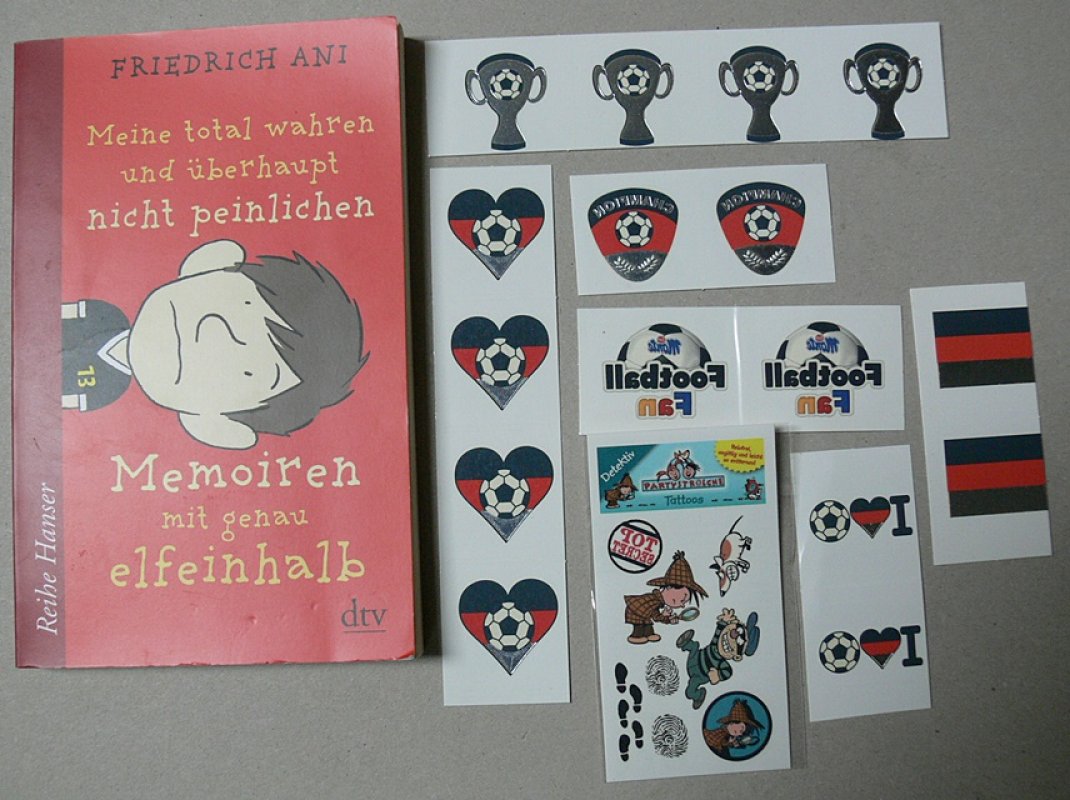 FRIEDRICH ANI
Meine total wahren
und überhaupt
nicht peinlichen
13
Memoiren
mit genau
elfeinhalb
dtv
Reihe Hanser
CHAMPION
CHAMPION
Football
Fan
Football
Fan
Detektiv
PARTYSTROLCHE
Tattoos
TOP
SECRET
I
I